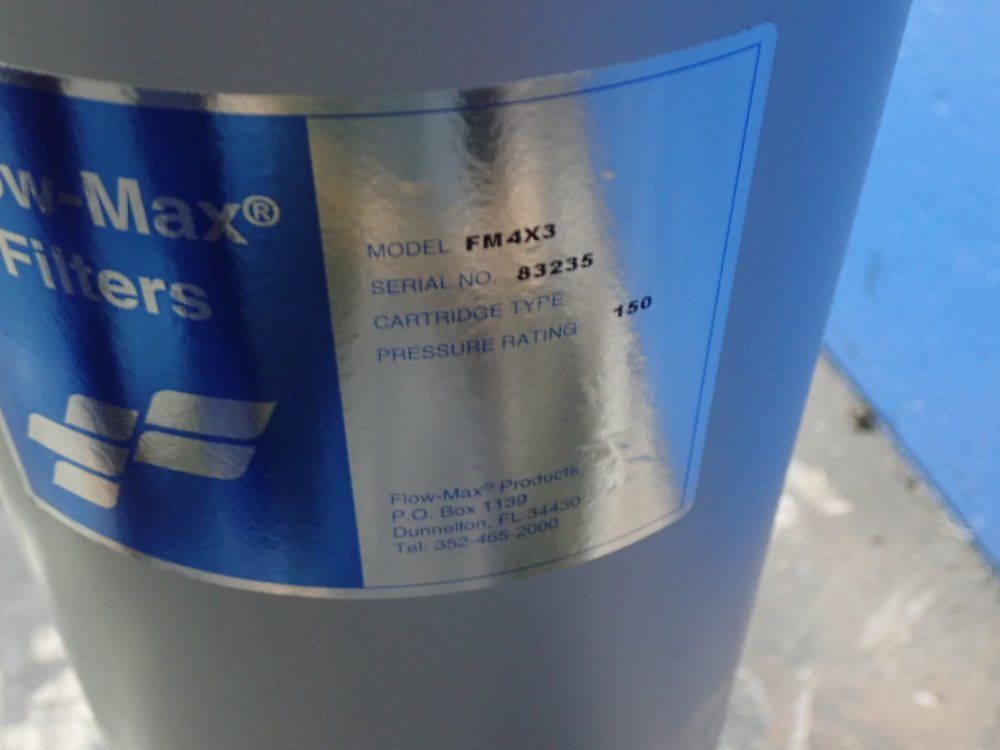 ow-Max®
Filters
MODEL FM4X3
SERIAL NO. 83235
CARTRIDGE TYPE
PRESSURE RATING 150
Flow-Max® Products
P.O. Box 1139
Dunnellon, FL 34430
Tel: 352-465-2000